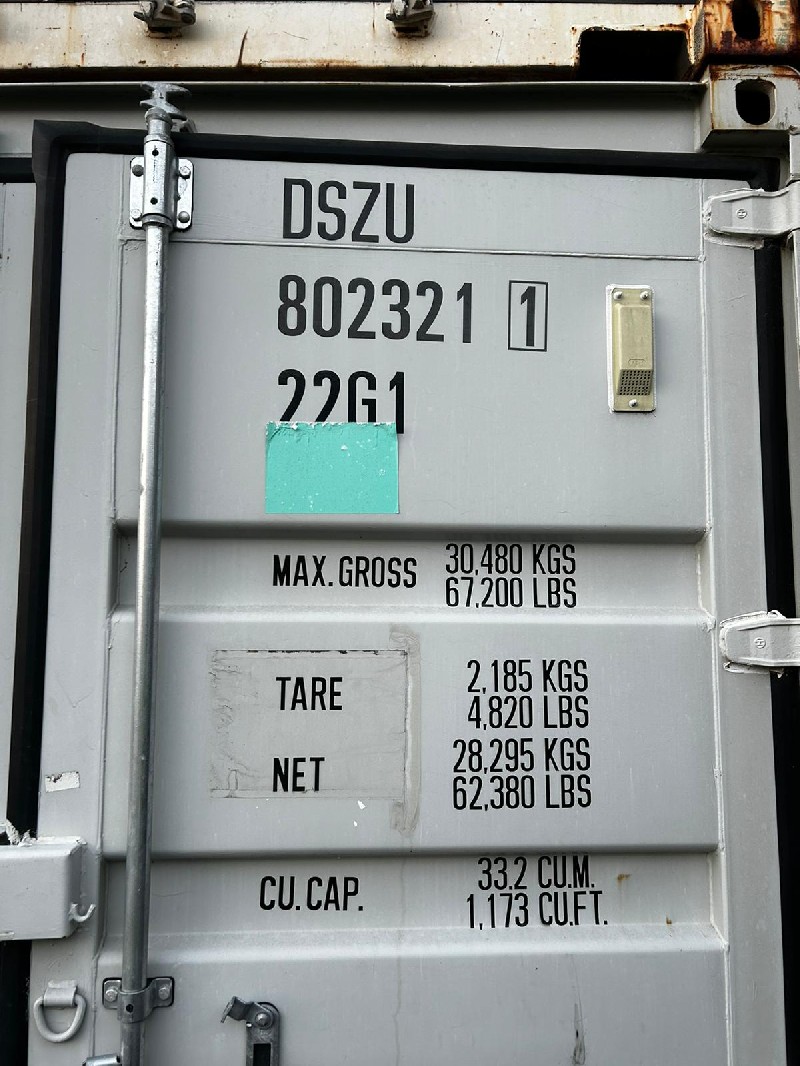 DSZU
802321 1
22G1
MAX.GROSS 30,480 KGS
67,200 LBS
TARE 2,185 KGS
4,820 LBS
NET 28,295 KGS
62,380 LBS
CU.CAP. 33.2 CU.M.
1,173 CU.FT.